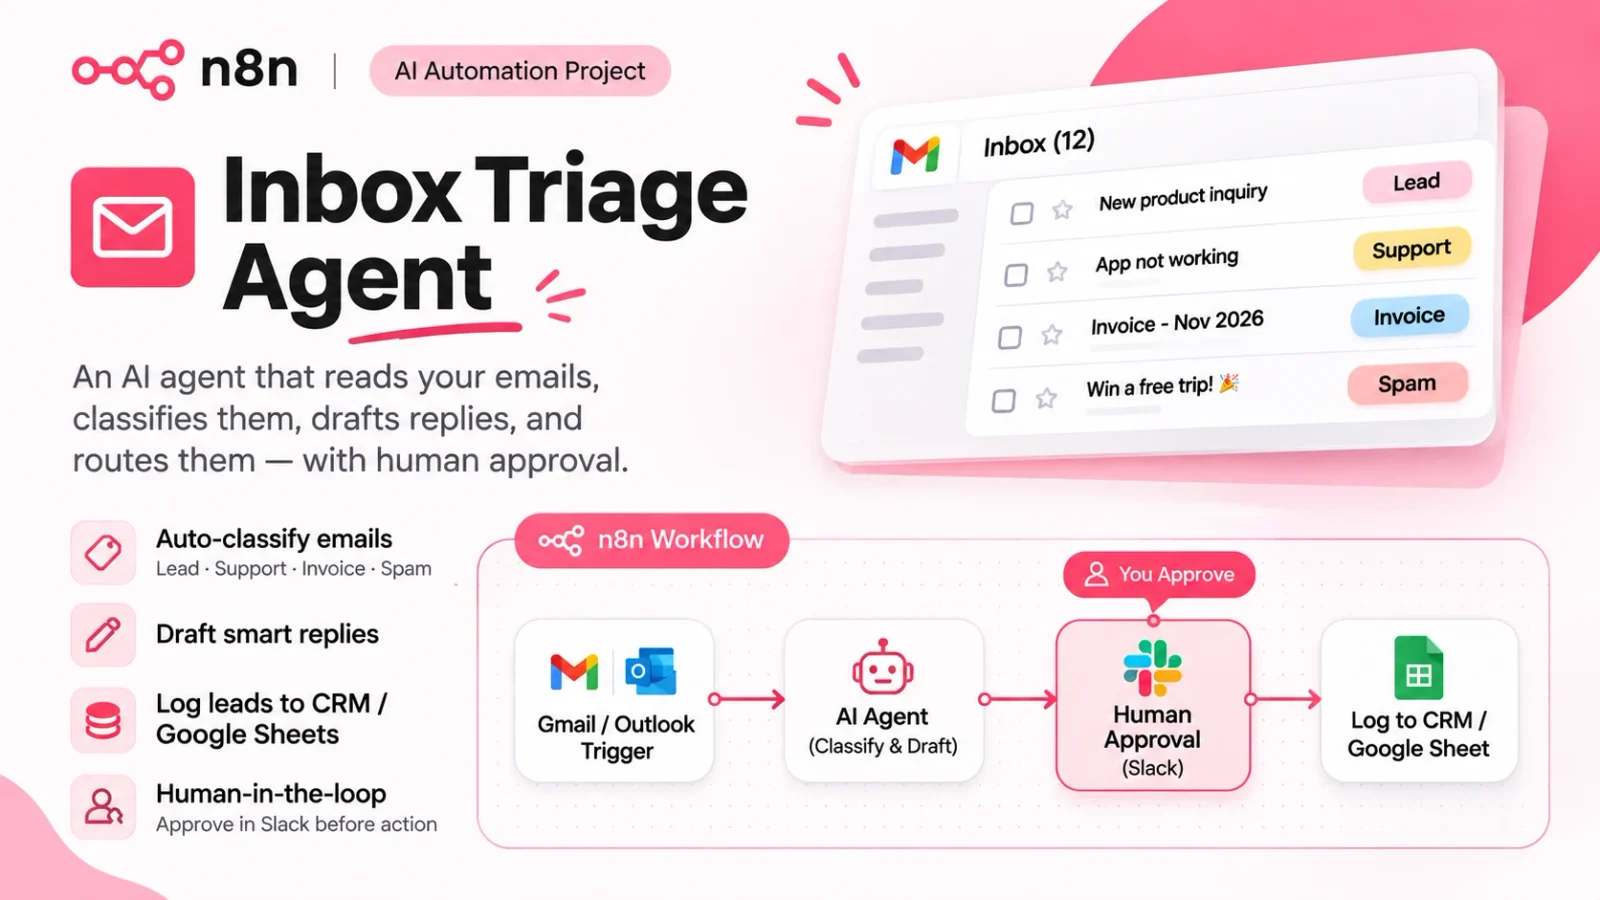 n8n
AI Automation Project
Inbox Triage
Agent
An AI agent that reads your emails,
classifies them, drafts replies, and
routes them — with human approval.
Inbox (12)
New product inquiry
Lead
App not working
Support
Invoice - Nov 2026
Invoice
Win a free trip! 🎉
Spam
Auto-classify emails
Lead · Support · Invoice · Spam
Draft smart replies
Log leads to CRM /
Google Sheets
Human-in-the-loop
Approve in Slack before action
n8n Workflow
Gmail / Outlook
Trigger
AI Agent
(Classify & Draft)
You Approve
Human
Approval
(Slack)
Log to CRM /
Google Sheet